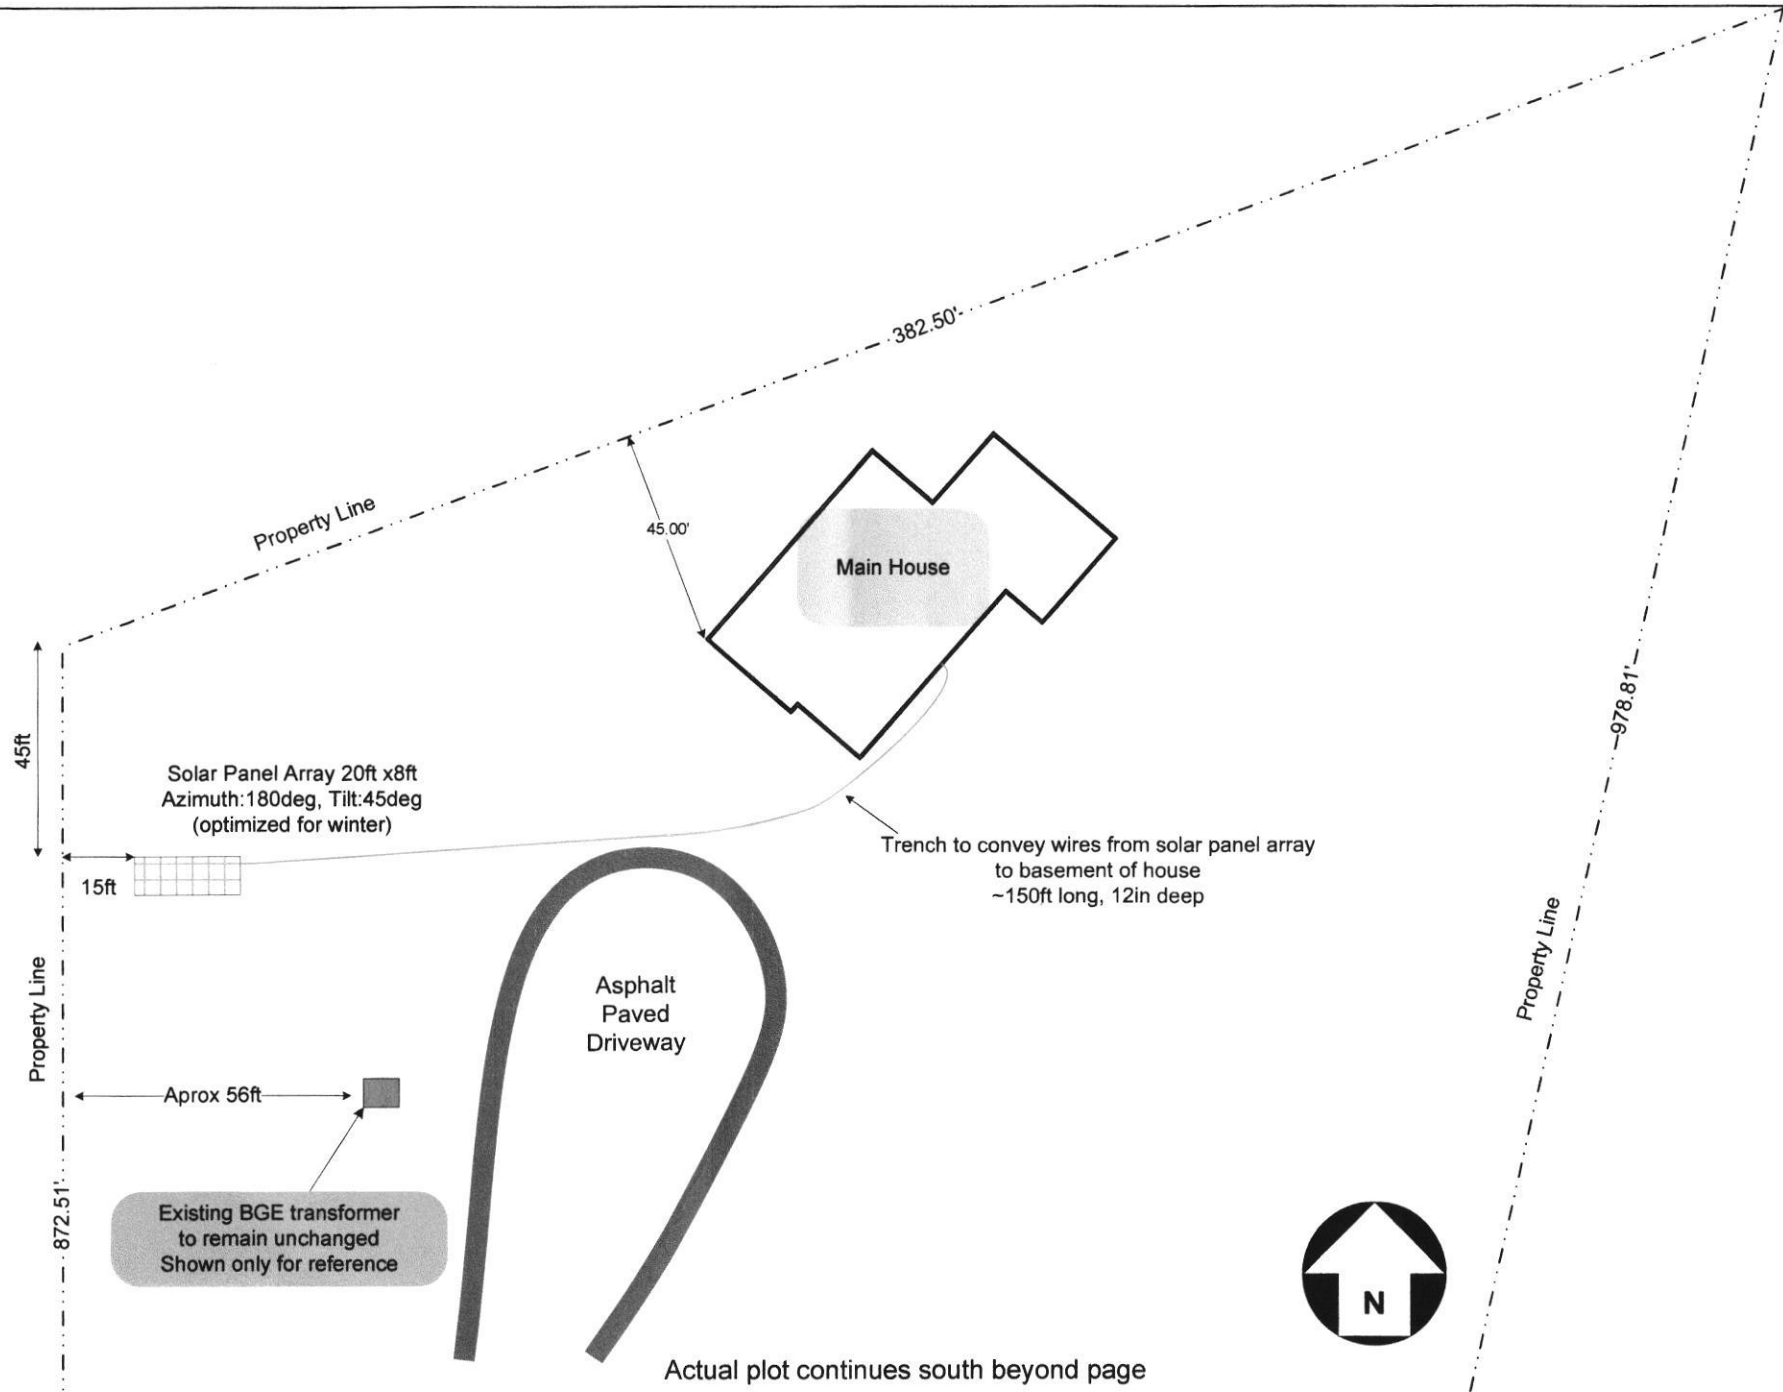 382.50'
Property Line
45.00'
Main House
45ft
Solar Panel Array 20ft x8ft
Azimuth:180deg, Tilt:45deg
(optimized for winter)
15ft
Trench to convey wires from solar panel array
to basement of house
~150ft long, 12in deep
978.81'
Property Line
Property Line
Asphalt
Paved
Driveway
Aprox 56ft
872.51'
Existing BGE transformer
to remain unchanged
Shown only for reference
N
Actual plot continues south beyond page